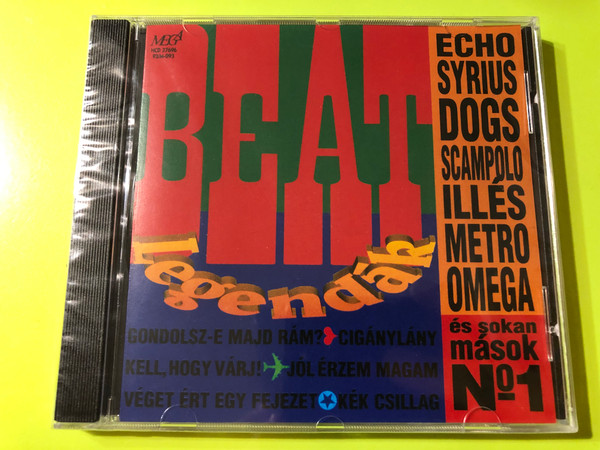 MEGA
BEAT
legendák
ECHO
SYRIUS
DOGS
SCAMPOLO
ILLÉS
METRO
OMEGA
és sokan
mások
Nº1
GONDOLSZ-E MAJD RÁM? CIGÁNYLÁNY
KELL, HOGY VÁRJ! JÓL ÉRZEM MAGAM
VÉGET ÉRT EGY FEJEZET KÉK CSILLAG